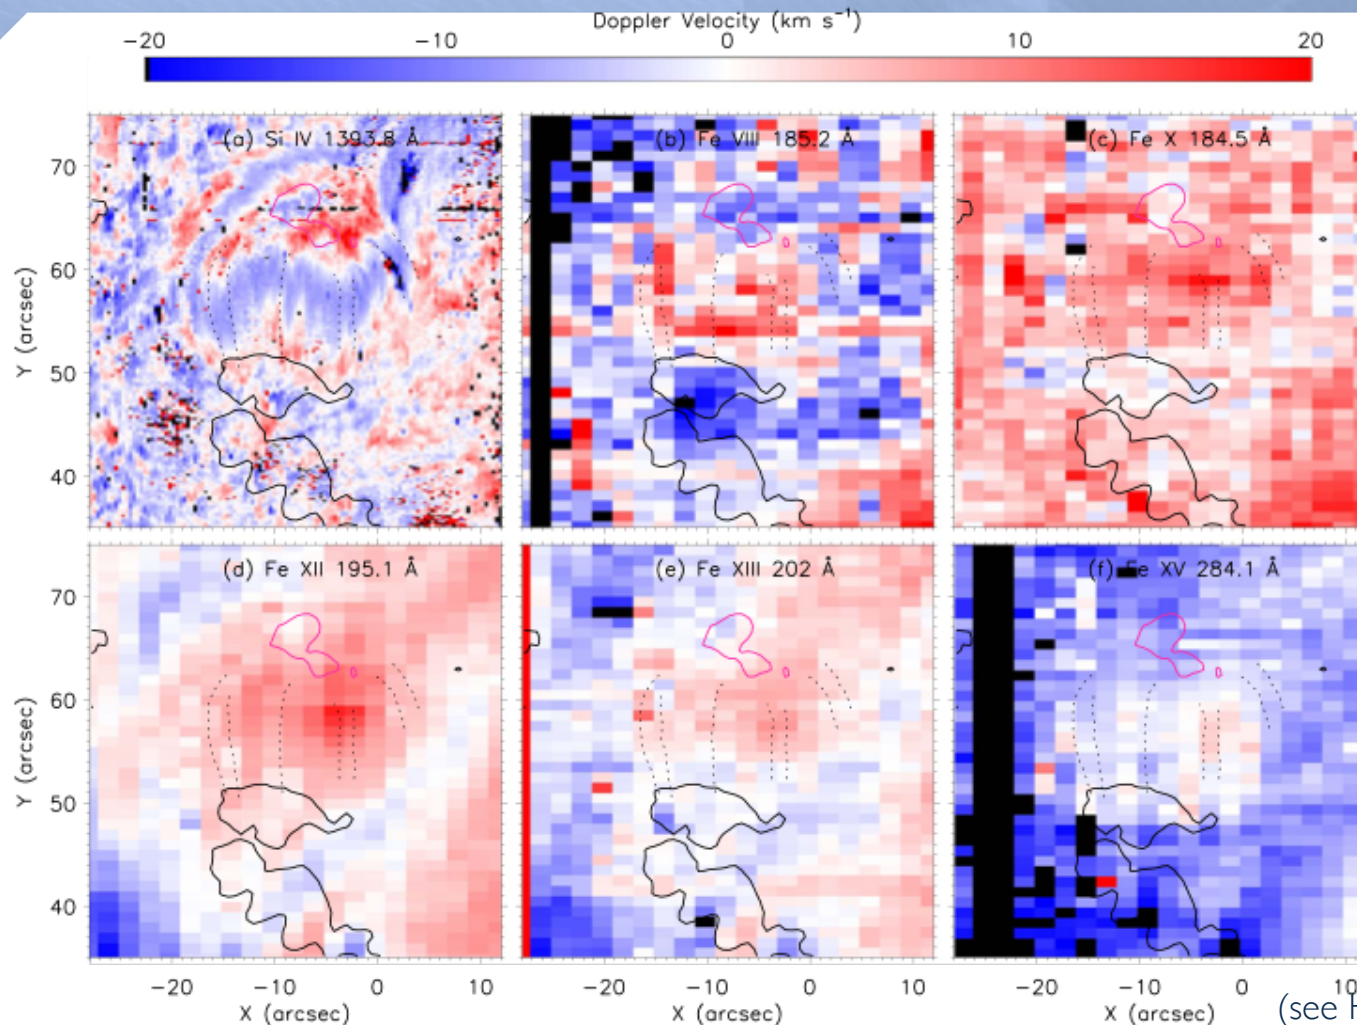 Doppler Velocity (km s⁻¹)
−20 −10 0 10 20
(a) Si IV 1393.8 Å
(b) Fe VIII 185.2 Å
(c) Fe X 184.5 Å
70
60
50
40
Y (arcsec)
(d) Fe XII 195.1 Å
(e) Fe XIII 202 Å
(f) Fe XV 284.1 Å
70
60
50
40
Y (arcsec)
−20 −10 0 10
−20 −10 0 10
−20 −10 0 10
X (arcsec)
X (arcsec)
X (arcsec)
(see H